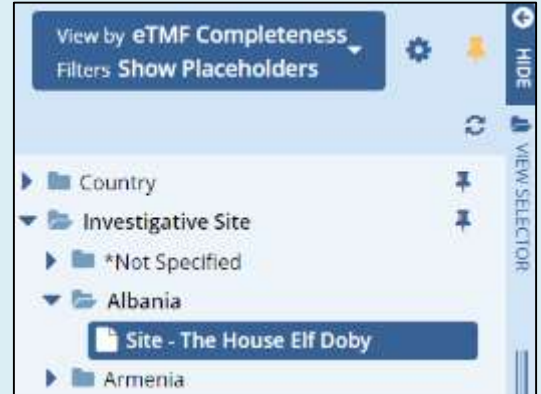 View by eTMF Completeness
Filters Show Placeholders
HIDE
VIEW SELECTOR
Country
Investigative Site
*Not Specified
Albania
Site - The House Elf Doby
Armenia